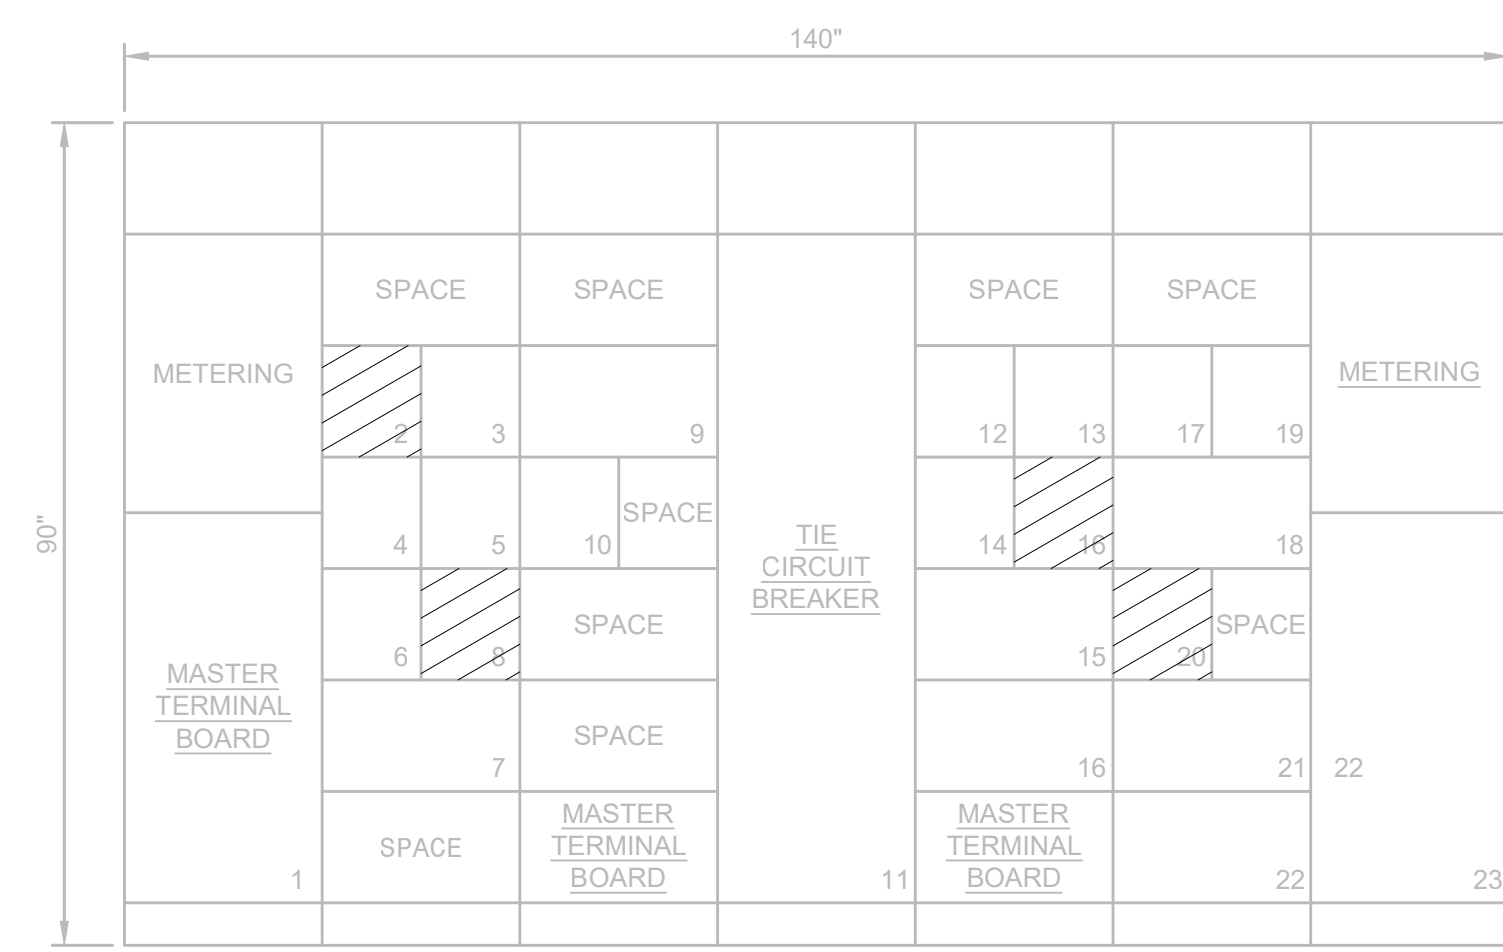 140"
90"
SPACE
SPACE
SPACE
SPACE
METERING
METERING
2
3
9
12
13
17
19
4
5
10
SPACE
14
16
18
TIE
CIRCUIT
BREAKER
6
8
SPACE
15
20
SPACE
MASTER
TERMINAL
BOARD
7
SPACE
16
21
22
SPACE
MASTER
TERMINAL
BOARD
MASTER
TERMINAL
BOARD
1
11
22
23